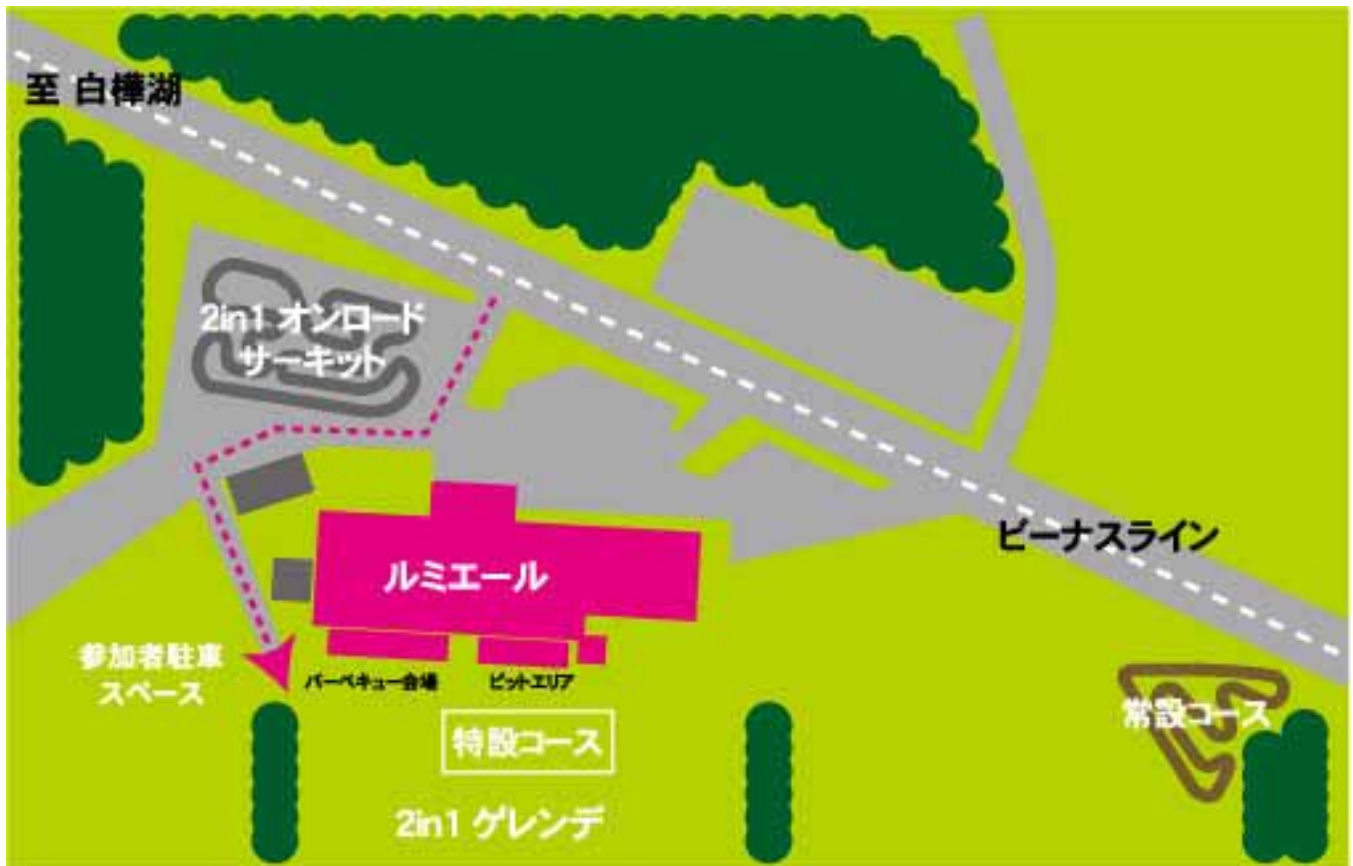 至 白樺湖
2in1 オンロード
サーキット
ビーナスライン
ルミエール
参加者駐車
スペース
バーベキュー会場
ピットエリア
常設コース
特設コース
2in1 ゲレンデ